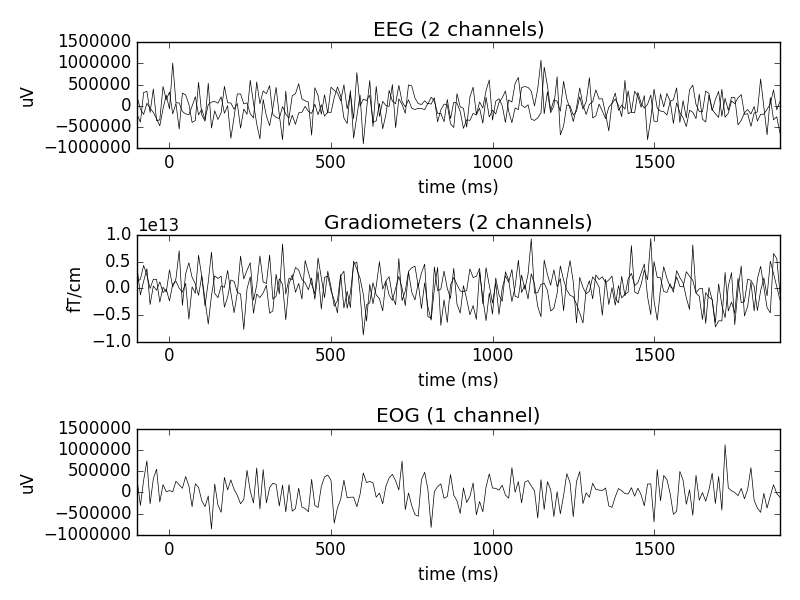 EEG (2 channels)
1500000
1000000
500000
0
−500000
−1000000
uV
0 500 1000 1500
time (ms)
1e13
Gradiometers (2 channels)
1.0
0.5
0.0
−0.5
−1.0
fT/cm
0 500 1000 1500
time (ms)
EOG (1 channel)
1500000
1000000
500000
0
−500000
−1000000
uV
0 500 1000 1500
time (ms)